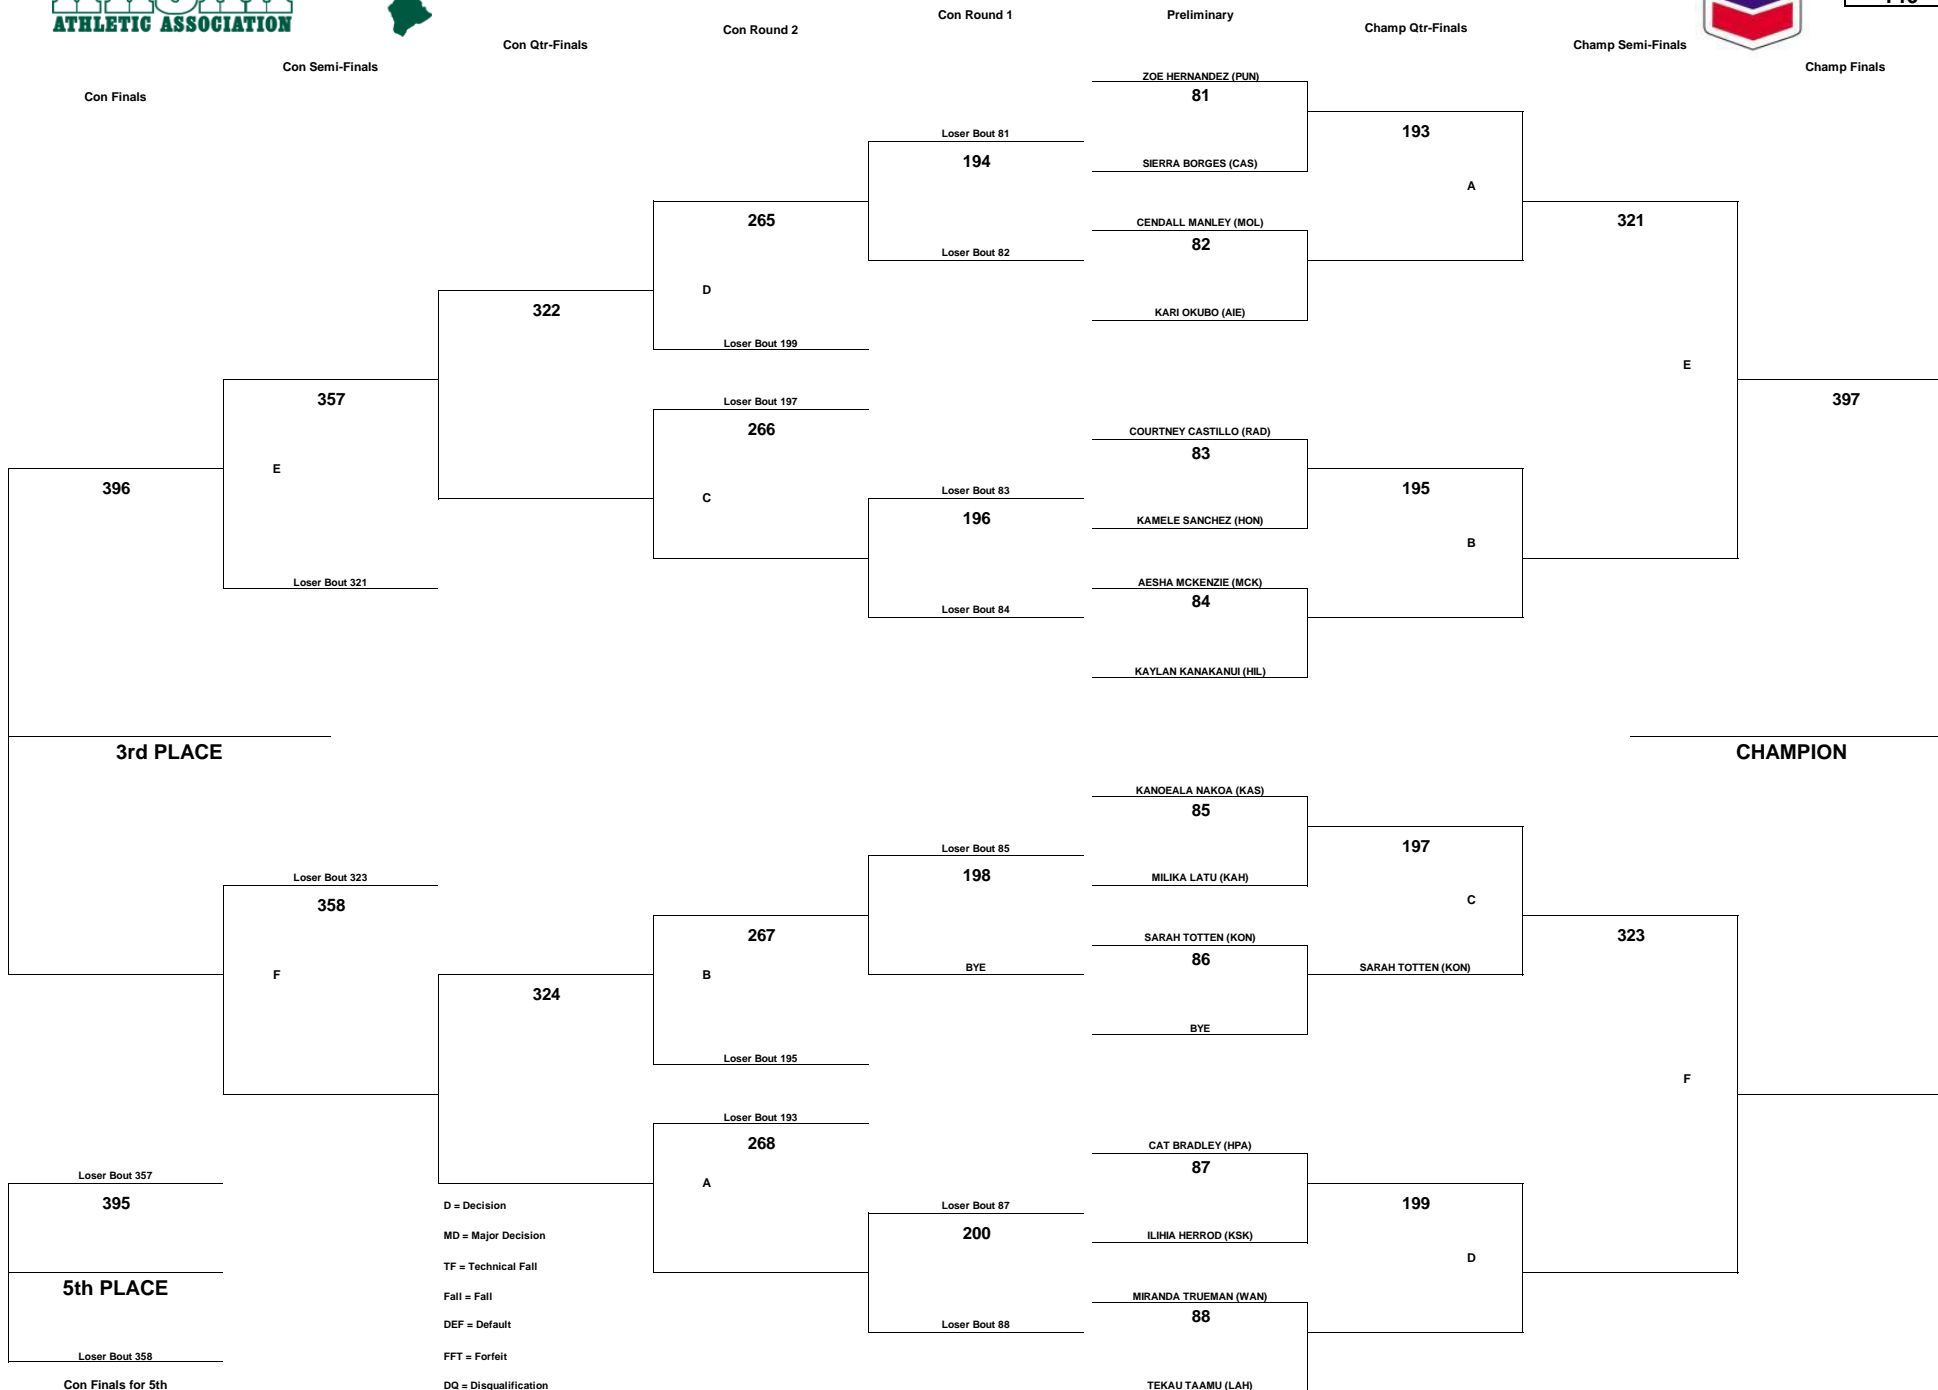 ATHLETIC ASSOCIATION
Con Round 1
Preliminary
Con Round 2
Champ Qtr-Finals
Con Qtr-Finals
Champ Semi-Finals
Con Semi-Finals
Champ Finals
Con Finals
ZOE HERNANDEZ (PUN)
81
193
Loser Bout 81
194
SIERRA BORGES (CAS)
A
265
CENDALL MANLEY (MOL)
321
82
Loser Bout 82
D
322
KARI OKUBO (AIE)
Loser Bout 199
E
357
Loser Bout 197
397
266
COURTNEY CASTILLO (RAD)
83
E
396
195
Loser Bout 83
C
196
KAMELE SANCHEZ (HON)
B
Loser Bout 321
AESHA MCKENZIE (MCK)
84
Loser Bout 84
KAYLAN KANAKANUI (HIL)
3rd PLACE
CHAMPION
KANOEALA NAKOA (KAS)
85
Loser Bout 85
197
198
Loser Bout 323
MILIKA LATU (KAH)
358
C
267
SARAH TOTTEN (KON)
323
86
BYE
SARAH TOTTEN (KON)
F
B
324
BYE
Loser Bout 195
F
Loser Bout 193
268
CAT BRADLEY (HPA)
87
Loser Bout 357
A
395
D = Decision
Loser Bout 87
199
MD = Major Decision
200
ILIHIA HERROD (KSK)
D
TF = Technical Fall
5th PLACE
Fall = Fall
MIRANDA TRUEMAN (WAN)
88
DEF = Default
Loser Bout 88
Loser Bout 358
FFT = Forfeit
Con Finals for 5th
DQ = Disqualification
TEKAU TAAMU (LAH)